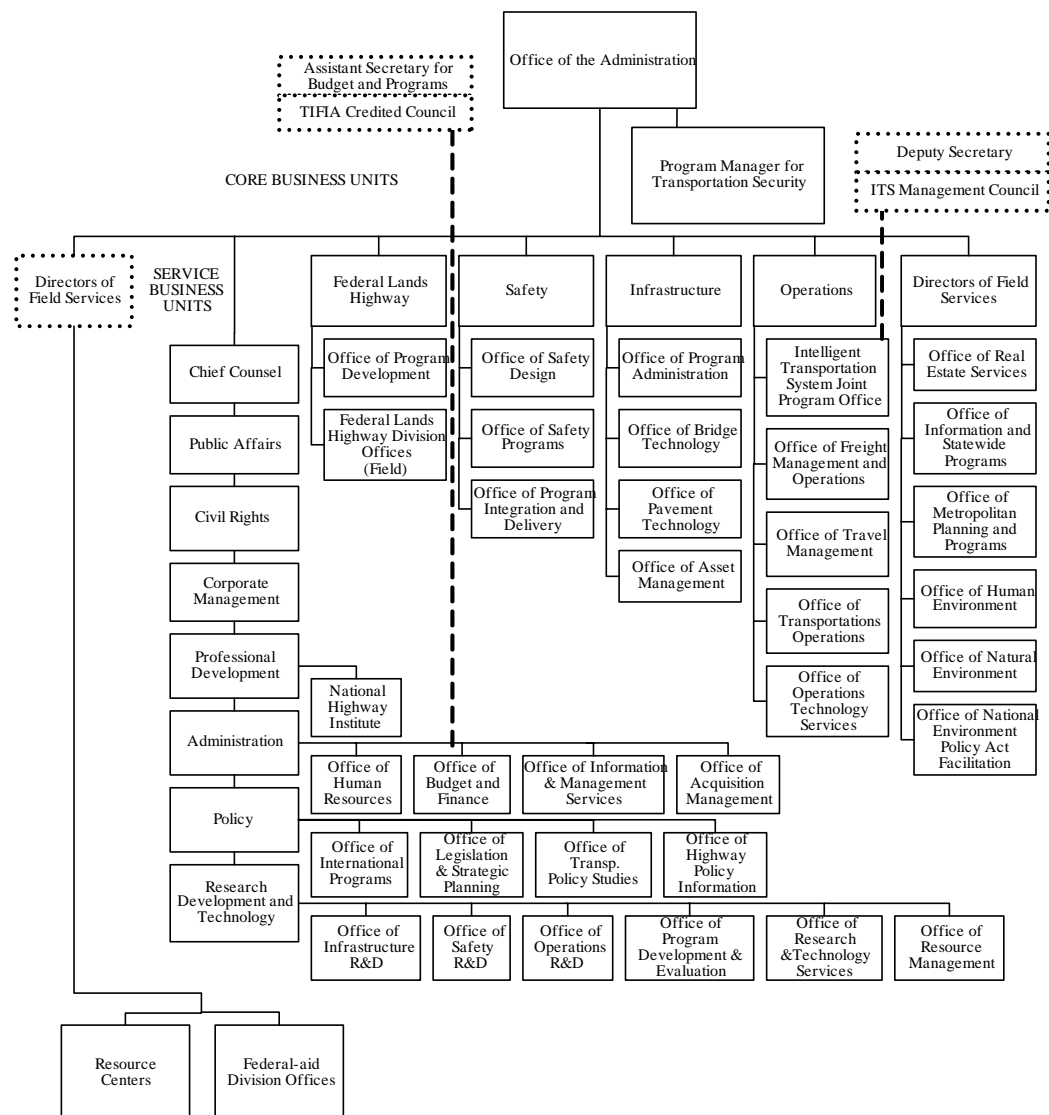 Office of the Administration
Assistant Secretary for
Budget and Programs
TIFIA Credited Council
Program Manager for
Transportation Security
Deputy Secretary
ITS Management Council
CORE BUSINESS UNITS
Directors of
Field Services
SERVICE
BUSINESS
UNITS
Federal Lands
Highway
Safety
Infrastructure
Operations
Directors of Field
Services
Chief Counsel
Public Affairs
Civil Rights
Corporate
Management
Professional
Development
National
Highway
Institute
Administration
Policy
Research
Development and
Technology
Office of Program
Development
Federal Lands
Highway Division
Offices
(Field)
Office of Safety
Design
Office of Safety
Programs
Office of Program
Integration and
Delivery
Office of Program
Administration
Office of Bridge
Technology
Office of
Pavement
Technology
Office of Asset
Management
Intelligent
Transportation
System Joint
Program Office
Office of Freight
Management and
Operations
Office of Travel
Management
Office of
Transportations
Operations
Office of
Operations
Technology
Services
Office of Real
Estate Services
Office of
Information and
Statewide
Programs
Office of
Metropolitan
Planning and
Programs
Office of Human
Environment
Office of Natural
Environment
Office of National
Environment
Policy Act
Facilitation
Office of
Human
Resources
Office of
Budget and
Finance
Office of Information
& Management
Services
Office of
Acquisition
Management
Office of
International
Programs
Office of
Legislation
& Strategic
Planning
Office of
Transp.
Policy Studies
Office of
Highway
Policy
Information
Office of
Infrastructure
R&D
Office of
Safety
R&D
Office of
Operations
R&D
Office of
Program
Development &
Evaluation
Office of
Research
&Technology
Services
Office of
Resource
Management
Resource
Centers
Federal-aid
Division Offices